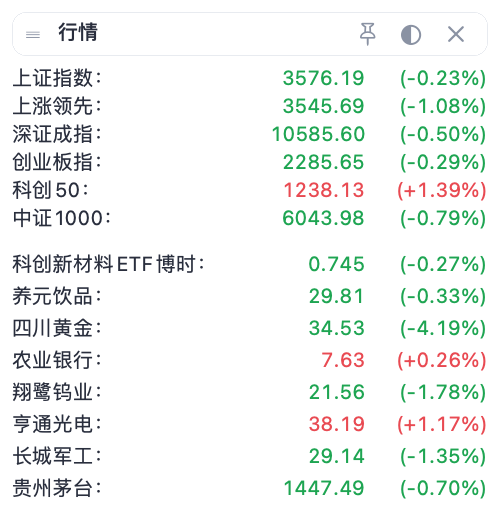 行情
上证指数: 3576.19 (-0.23%)
上涨领先: 3545.69 (-1.08%)
深证成指: 10585.60 (-0.50%)
创业板指: 2285.65 (-0.29%)
科创50: 1238.13 (+1.39%)
中证1000: 6043.98 (-0.79%)
科创新材料ETF博时: 0.745 (-0.27%)
养元饮品: 29.81 (-0.33%)
四川黄金: 34.53 (-4.19%)
农业银行: 7.63 (+0.26%)
翔鹭钨业: 21.56 (-1.78%)
亨通光电: 38.19 (+1.17%)
长城军工: 29.14 (-1.35%)
贵州茅台: 1447.49 (-0.70%)